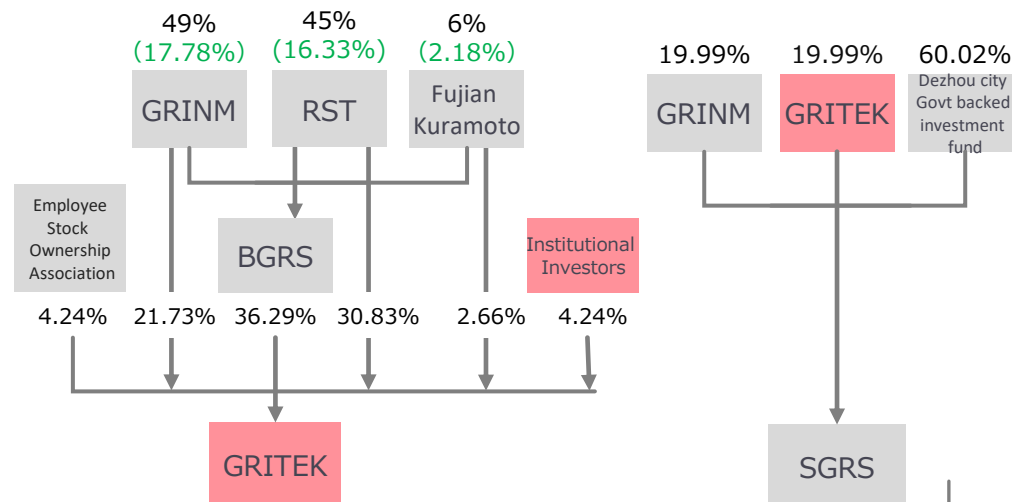 49% 45% 6%
(17.78%) (16.33%) (2.18%)
GRINM RST Fujian
Kuramoto
19.99% 19.99% 60.02%
GRINM GRITEK Dezhou city
Govt backed
investment
fund
Employee
Stock
Ownership
Association
BGRS
Institutional
Investors
4.24% 21.73% 36.29% 30.83% 2.66% 4.24%
GRITEK
SGRS